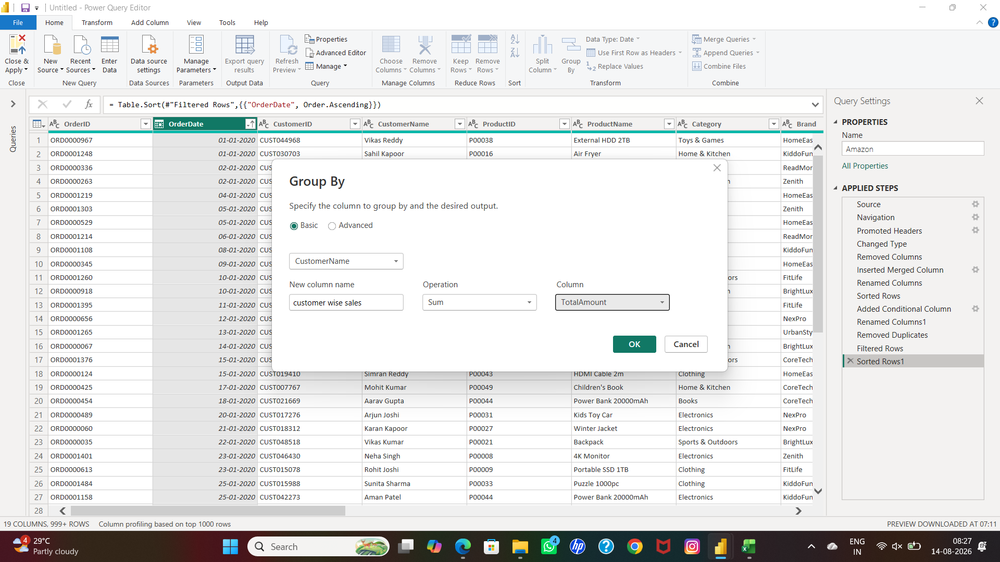 Untitled - Power Query Editor
File Home Transform Add Column View Tools Help
Close & Apply
Close
New Source
Recent Sources
Enter Data
New Query
Data source settings
Data Sources
Manage Parameters
Parameters
Export query results
Output Data
Refresh Preview
Properties
Advanced Editor
Manage
Query
Choose Columns
Remove Columns
Manage Columns
Keep Rows
Remove Rows
Reduce Rows
Sort
Split Column
Group By
Data Type: Date
Use First Row as Headers
Replace Values
Transform
Merge Queries
Append Queries
Combine Files
Combine
Queries
= Table.Sort(#"Filtered Rows",{{"OrderDate", Order.Ascending}})
OrderID OrderDate CustomerID CustomerName ProductID ProductName Category Brand
1 ORD0000967 01-01-2020 CUST044968 Vikas Reddy P00038 External HDD 2TB Toys & Games HomeEas
2 ORD0001248 01-01-2020 CUST030703 Sahil Kapoor P00016 Air Fryer Home & Kitchen KiddoFun
3 ORD0000336 02-01-2020 CUS ReadMor
4 ORD0000263 02-01-2020 CUS Zenith
5 ORD0001219 04-01-2020 CUS HomeEas
6 ORD0001303 05-01-2020 CUS Zenith
7 ORD0000529 05-01-2020 CUS HomeEas
8 ORD0001214 06-01-2020 CUS ReadMor
9 ORD0001108 08-01-2020 CUS KiddoFun
10 ORD0000345 09-01-2020 CUS HomeEas
11 ORD0001260 10-01-2020 CUS ors FitLife
12 ORD0000918 10-01-2020 CUS BrightLux
13 ORD0001395 11-01-2020 CUS FitLife
14 ORD0000656 12-01-2020 CUS NexPro
15 ORD0001265 13-01-2020 CUS UrbanSty
16 ORD0000067 14-01-2020 CUS BrightLux
17 ORD0001376 15-01-2020 CUS ors CoreTech
18 ORD0000124 15-01-2020 CUST019410 Simran Reddy P00043 HDMI Cable 2m Clothing HomeEas
19 ORD0000425 17-01-2020 CUST007767 Mohit Kumar P00049 Children's Book Home & Kitchen CoreTech
20 ORD0000454 18-01-2020 CUST021669 Aarav Gupta P00044 Power Bank 20000mAh Books CoreTech
21 ORD0000489 20-01-2020 CUST017276 Arjun Joshi P00031 Kids Toy Car Electronics NexPro
22 ORD0000060 21-01-2020 CUST018312 Karan Kapoor P00027 Winter Jacket Electronics NexPro
23 ORD0000035 22-01-2020 CUST048518 Vikas Kumar P00021 Backpack Sports & Outdoors BrightLux
24 ORD0001401 23-01-2020 CUST046430 Neha Singh P00008 4K Monitor Electronics Zenith
25 ORD0000613 23-01-2020 CUST015078 Rohit Joshi P00009 Portable SSD 1TB Clothing FitLife
26 ORD0001484 25-01-2020 CUST015988 Sunita Sharma P00033 Puzzle 1000pc Clothing KiddoFun
27 ORD0001158 25-01-2020 CUST042273 Aman Patel P00044 Power Bank 20000mAh Electronics KiddoFun
28
Group By
Specify the column to group by and the desired output.
Basic Advanced
CustomerName
New column name Operation Column
customer wise sales Sum TotalAmount
OK Cancel
Query Settings
PROPERTIES
Name
Amazon
All Properties
APPLIED STEPS
Source
Navigation
Promoted Headers
Changed Type
Removed Columns
Inserted Merged Column
Renamed Columns
Sorted Rows
Added Conditional Column
Renamed Columns1
Removed Duplicates
Filtered Rows
Sorted Rows1
19 COLUMNS, 999+ ROWS Column profiling based on top 1000 rows
PREVIEW DOWNLOADED AT 07:11
4
29°C
Partly cloudy
Search
4
ENG
IN
08:27
14-08-2026